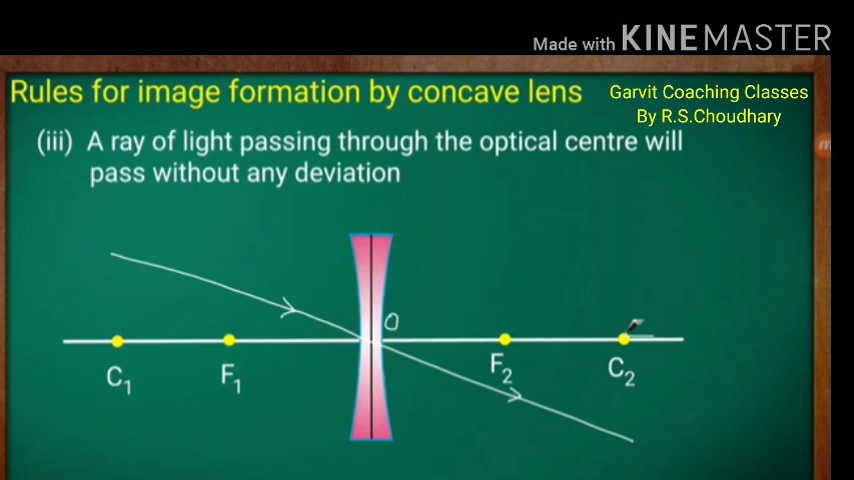 Made with KINEMASTER
Rules for image formation by concave lens
Garvit Coaching Classes
By R.S.Choudhary
(iii) A ray of light passing through the optical centre will
pass without any deviation
O
C₁
F₁
F₂
C₂